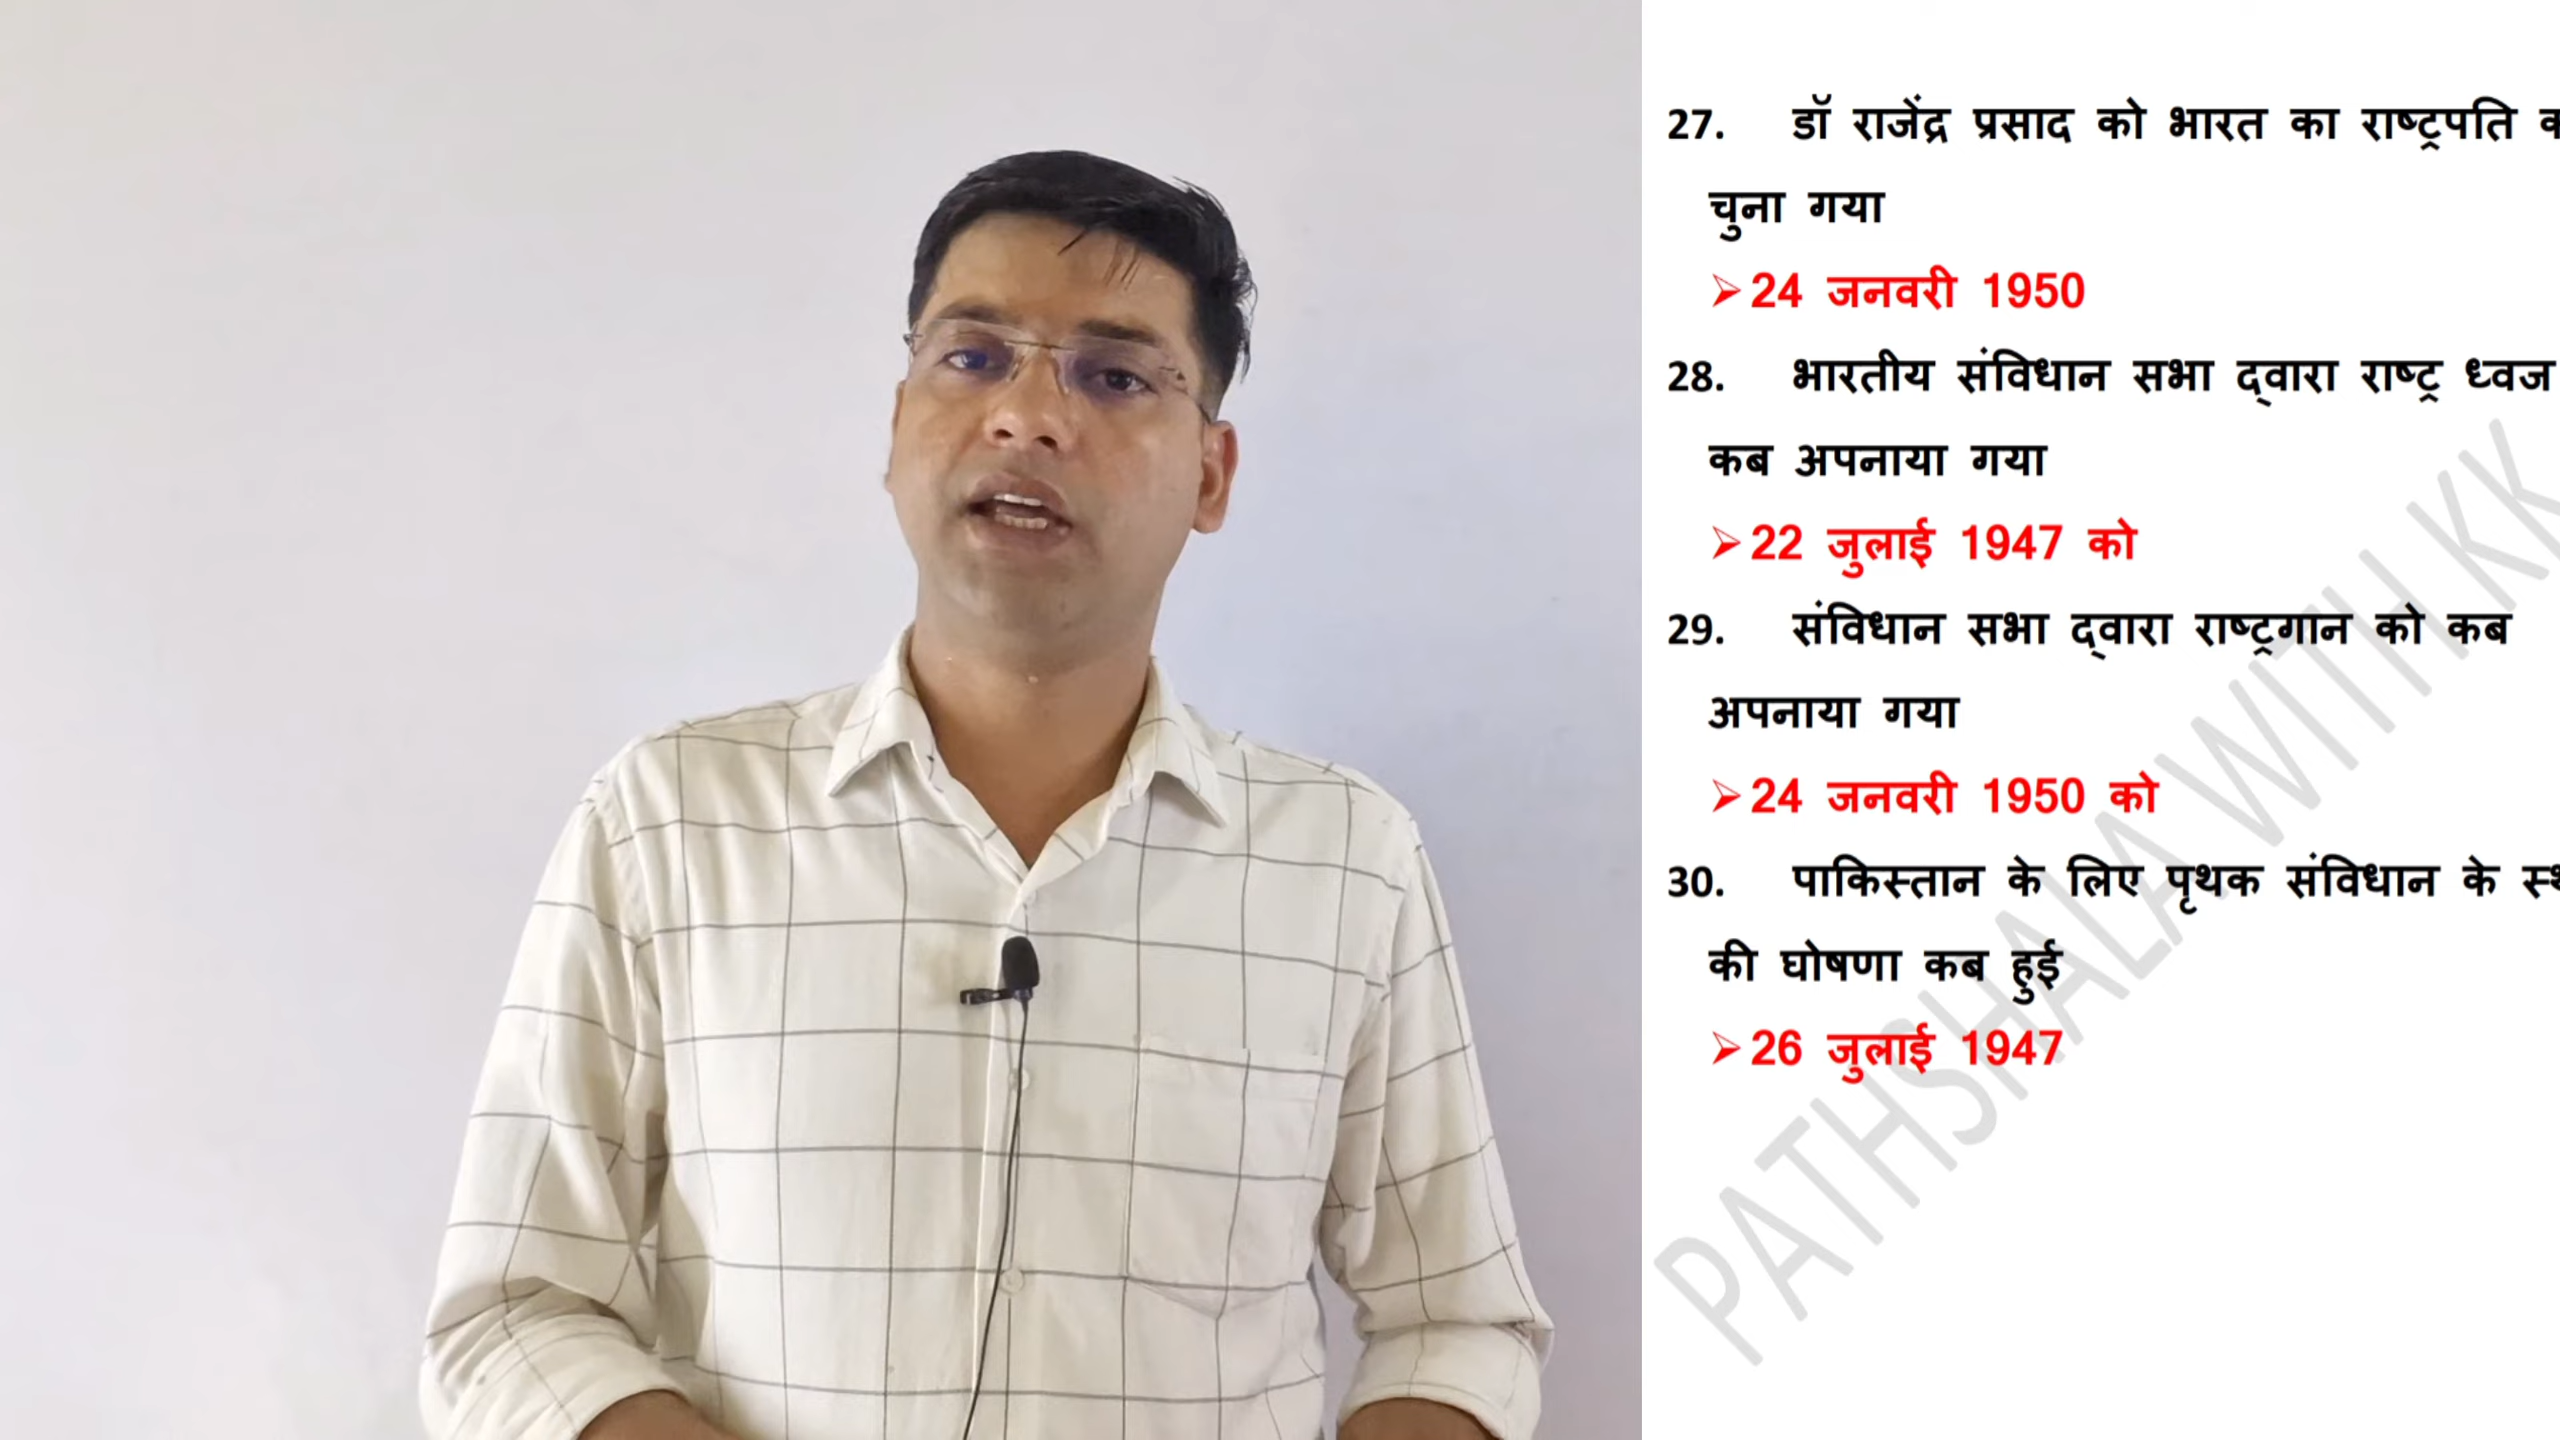 27. डॉ राजेंद्र प्रसाद को भारत का राष्ट्रपति
चुना गया
➢24 जनवरी 1950
28. भारतीय संविधान सभा द्वारा राष्ट्र ध्वज
कब अपनाया गया
➢22 जुलाई 1947 को
29. संविधान सभा द्वारा राष्ट्रगान को कब
अपनाया गया
➢24 जनवरी 1950 को
30. पाकिस्तान के लिए पृथक संविधान के
की घोषणा कब हुई
➢26 जुलाई 1947
PATHSHALA WITH KK